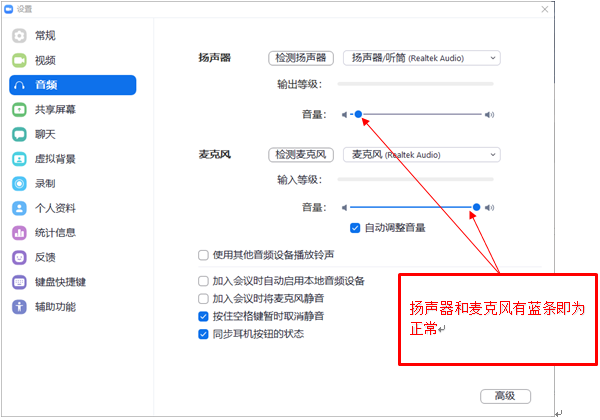 设置
常规
视频
音频
共享屏幕
聊天
虚拟背景
录制
个人资料
统计信息
反馈
键盘快捷键
辅助功能
扬声器
检测扬声器
扬声器/听筒 (Realtek Audio)
输出等级:
音量:
麦克风
检测麦克风
麦克风 (Realtek Audio)
输入等级:
音量:
自动调整音量
使用其他音频设备播放铃声
加入会议时自动启用本地音频设备
加入会议时将麦克风静音
按住空格键暂时取消静音
同步耳机按钮的状态
扬声器和麦克风有蓝条即为
正常
高级